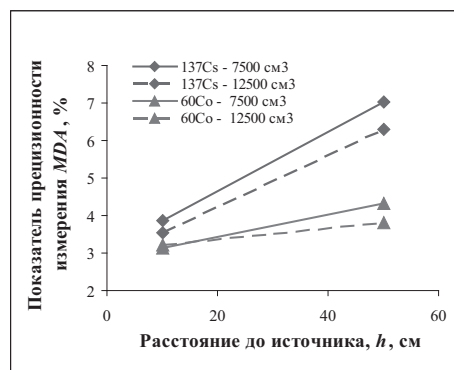 Показатель прецизионности
измерения MDA, %
8
7
6
5
4
3
2
137Cs - 7500 см3
137Cs - 12500 см3
60Co - 7500 см3
60Co - 12500 см3
0
20
40
60
Расстояние до источника, h, см